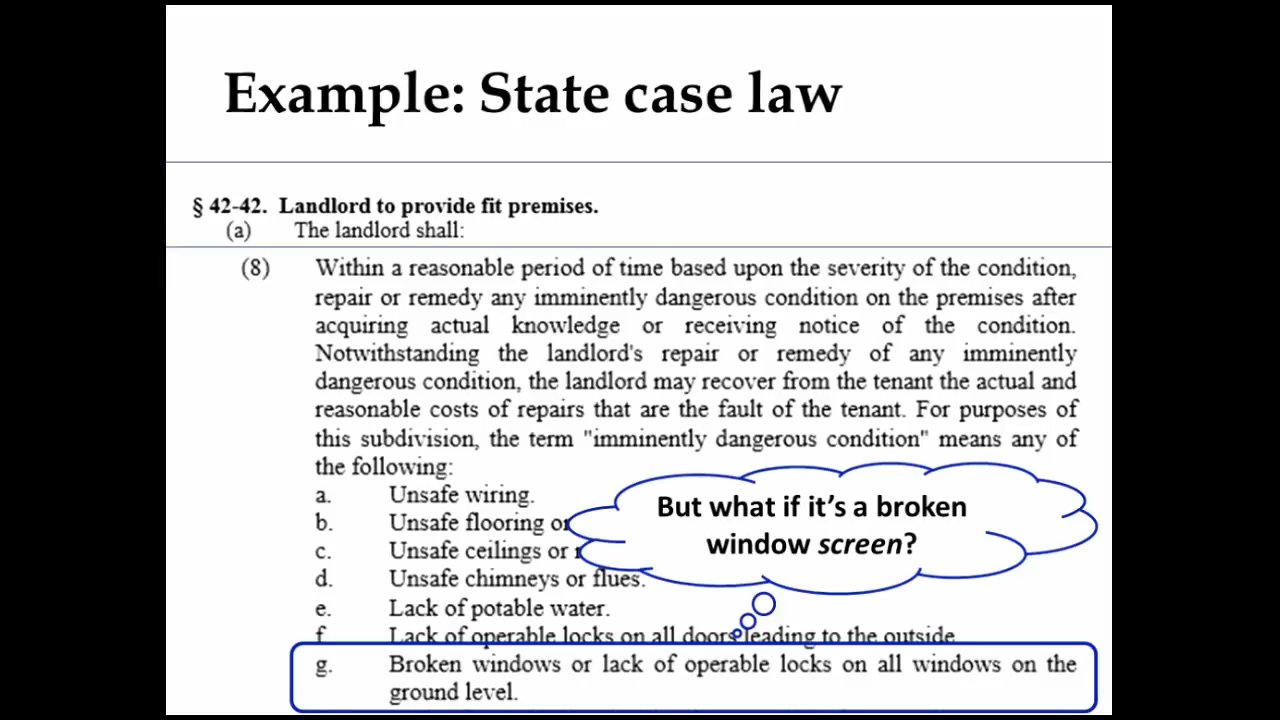 Example: State case law
§ 42-42. Landlord to provide fit premises.
(a) The landlord shall:
(8) Within a reasonable period of time based upon the severity of the condition,
repair or remedy any imminently dangerous condition on the premises after
acquiring actual knowledge or receiving notice of the condition.
Notwithstanding the landlord's repair or remedy of any imminently
dangerous condition, the landlord may recover from the tenant the actual and
reasonable costs of repairs that are the fault of the tenant. For purposes of
this subdivision, the term "imminently dangerous condition" means any of
the following:
a. Unsafe wiring.
b. Unsafe flooring
c. Unsafe ceilings or
d. Unsafe chimneys or flues.
e. Lack of potable water.
f. Lack of operable locks on all doors leading to the outside.
g. Broken windows or lack of operable locks on all windows on the
ground level.
But what if it's a broken
window screen?